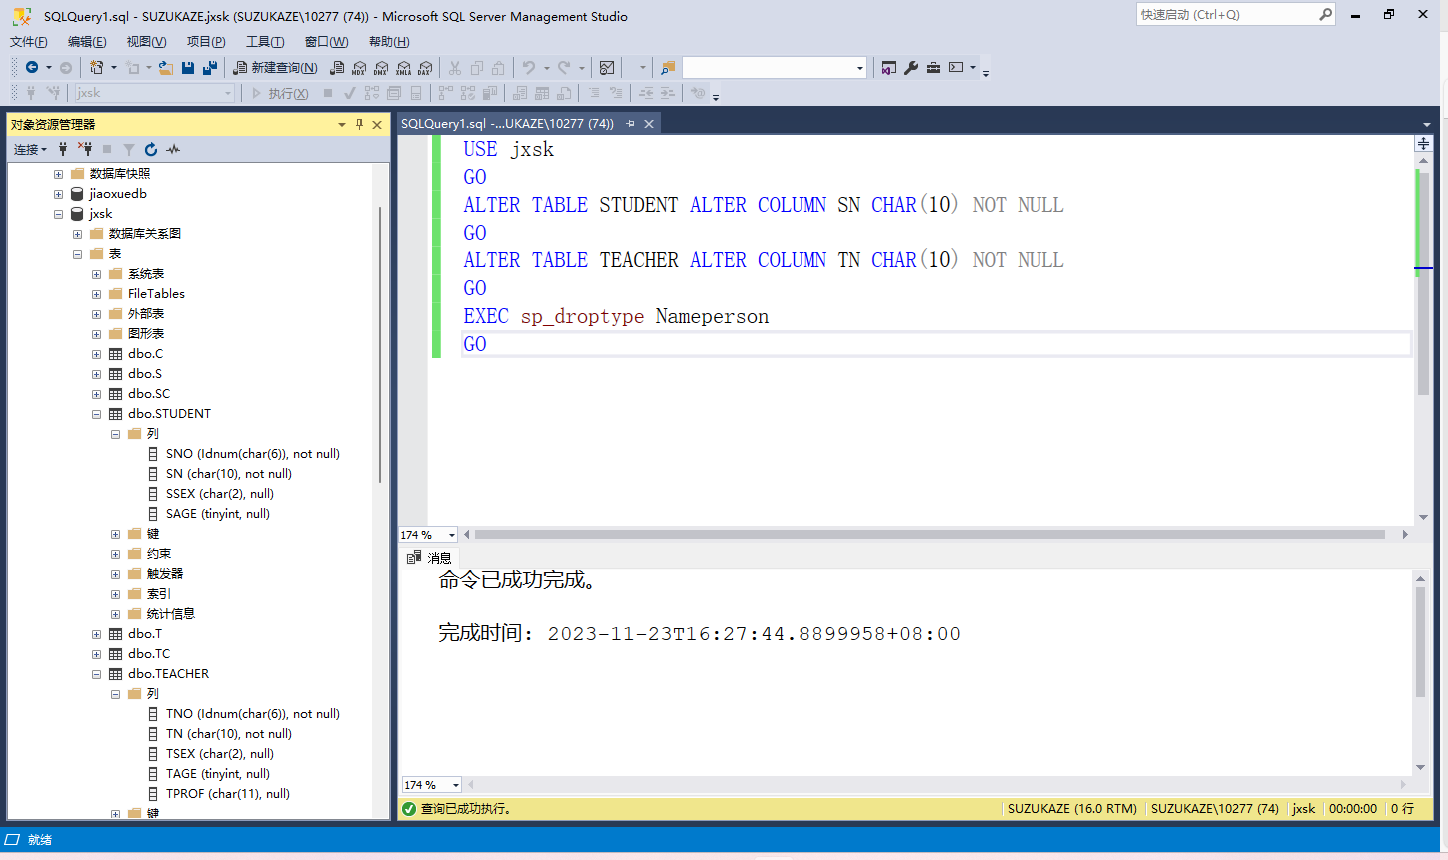 SQLQuery1.sql - SUZUKAZE.jxsk (SUZUKAZE\10277 (74)) - Microsoft SQL Server Management Studio
快速启动 (Ctrl+Q)
文件(F) 编辑(E) 视图(V) 项目(P) 工具(T) 窗口(W) 帮助(H)
新建查询(N) MDX DMX XMLA DAX
jxsk 执行(X)
对象资源管理器
连接
数据库快照
jiaoxuedb
jxsk
数据库关系图
表
系统表
FileTables
外部表
图形表
dbo.C
dbo.S
dbo.SC
dbo.STUDENT
列
SNO (Idnum(char(6)), not null)
SN (char(10), not null)
SSEX (char(2), null)
SAGE (tinyint, null)
键
约束
触发器
索引
统计信息
dbo.T
dbo.TC
dbo.TEACHER
列
TNO (Idnum(char(6)), not null)
TN (char(10), not null)
TSEX (char(2), null)
TAGE (tinyint, null)
TPROF (char(11), null)
键
SQLQuery1.sql -...UKAZE\10277 (74))
USE jxsk
GO
ALTER TABLE STUDENT ALTER COLUMN SN CHAR(10) NOT NULL
GO
ALTER TABLE TEACHER ALTER COLUMN TN CHAR(10) NOT NULL
GO
EXEC sp_droptype Nameperson
GO
174 %
消息
命令已成功完成。
完成时间: 2023-11-23T16:27:44.8899958+08:00
174 %
查询已成功执行。 SUZUKAZE (16.0 RTM) SUZUKAZE\10277 (74) jxsk 00:00:00 0 行
就绪